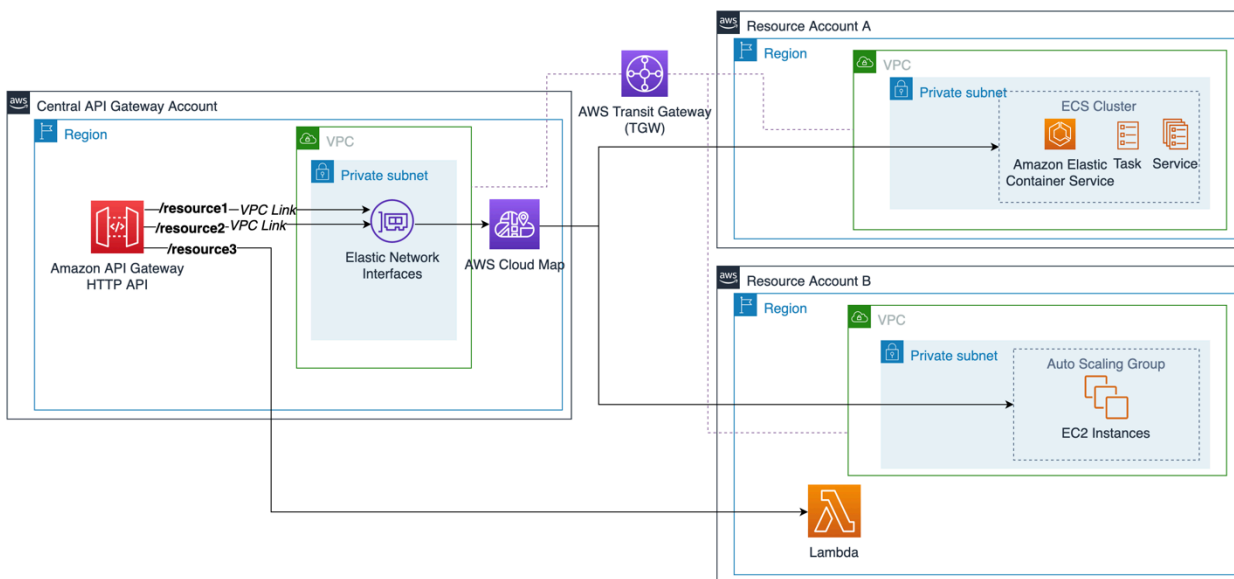 aws
Central API Gateway Account
Region
VPC
Private subnet
/resource1
VPC Link
/resource2
VPC Link
/resource3
Amazon API Gateway
HTTP API
Elastic Network
Interfaces
AWS Cloud Map
AWS Transit Gateway
(TGW)
aws
Resource Account A
Region
VPC
Private subnet
ECS Cluster
Amazon Elastic
Container Service
Task
Service
aws
Resource Account B
Region
VPC
Private subnet
Auto Scaling Group
EC2 Instances
Lambda